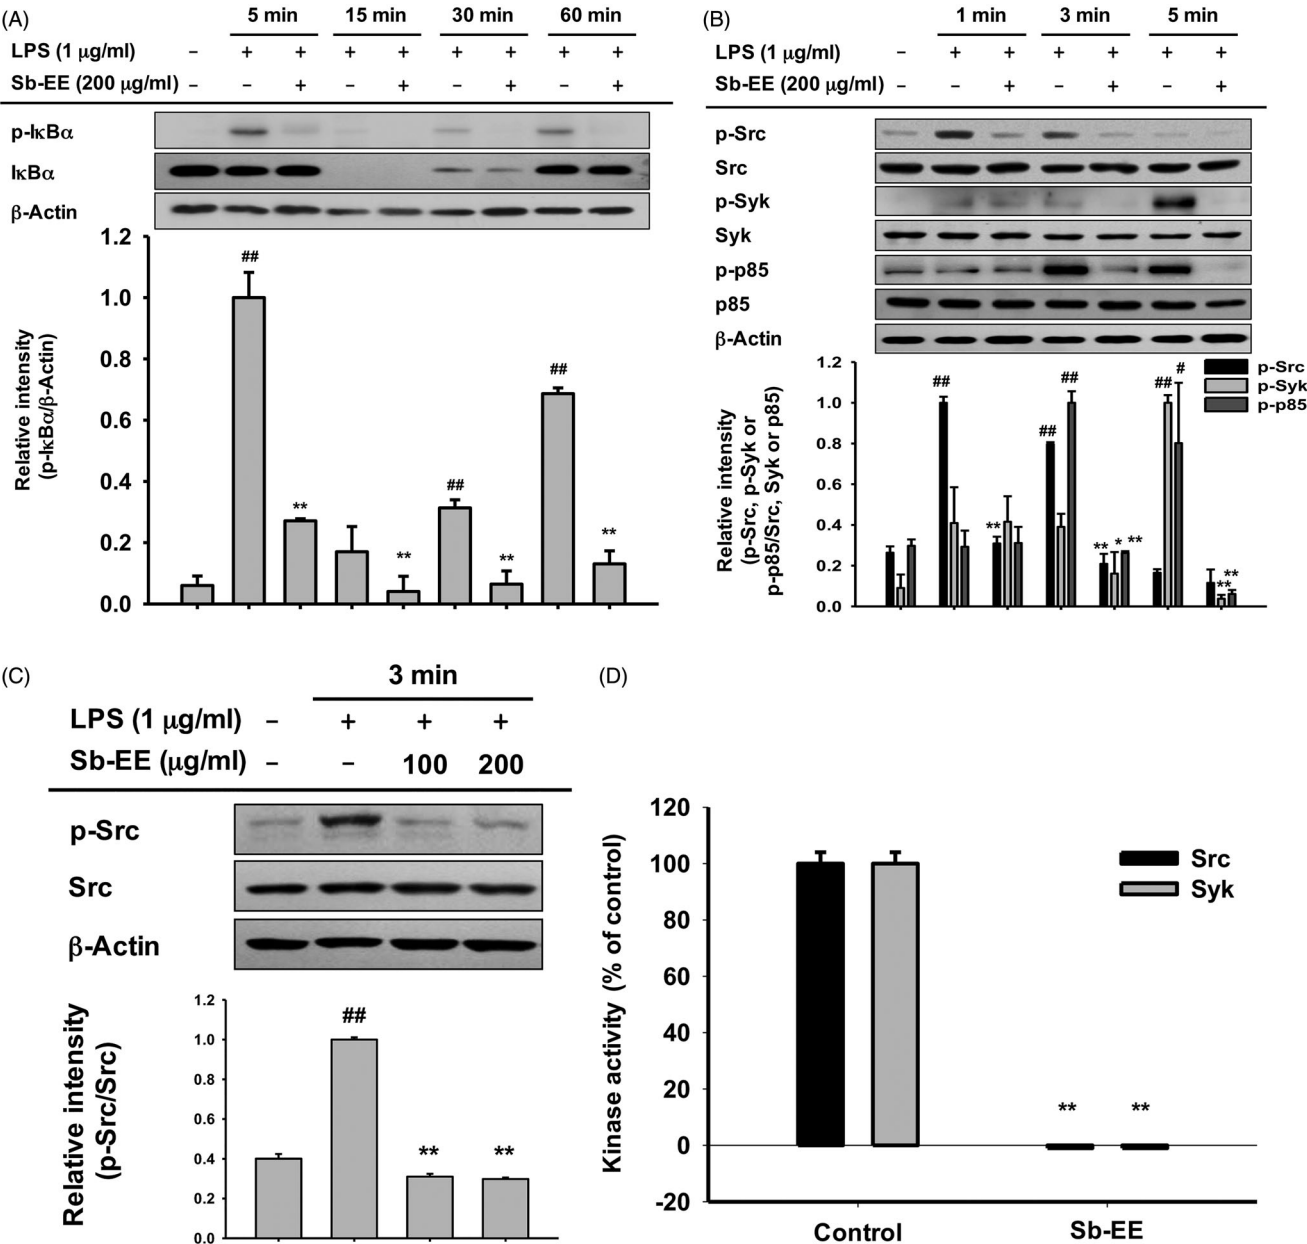 (A)
5 min 15 min 30 min 60 min
LPS (1 μg/ml) – + + + + + + + +
Sb-EE (200 μg/ml) – – + – + – + – +
p-IκBα
IκBα
β-Actin
Relative intensity
(p-IκBα/β-Actin)
1.2
1.0
0.8
0.6
0.4
0.2
0.0
##
**
**
##
**
##
**
(B)
1 min 3 min 5 min
LPS (1 μg/ml) – + + + + + +
Sb-EE (200 μg/ml) – – + – + – +
p-Src
Src
p-Syk
Syk
p-p85
p85
β-Actin
Relative intensity
(p-Src, p-Syk or
p-p85/Src, Syk or p85)
1.2
1.0
0.8
0.6
0.4
0.2
0.0
##
**
##
##
**
*
**
##
#
**
**
p-Src
p-Syk
p-p85
(C)
3 min
LPS (1 μg/ml) – + + +
Sb-EE (μg/ml) – – 100 200
p-Src
Src
β-Actin
Relative intensity
(p-Src/Src)
1.2
1.0
0.8
0.6
0.4
0.2
0.0
##
**
**
(D)
Kinase activity (% of control)
120
100
80
60
40
20
0
-20
Src
Syk
**
**
Control Sb-EE